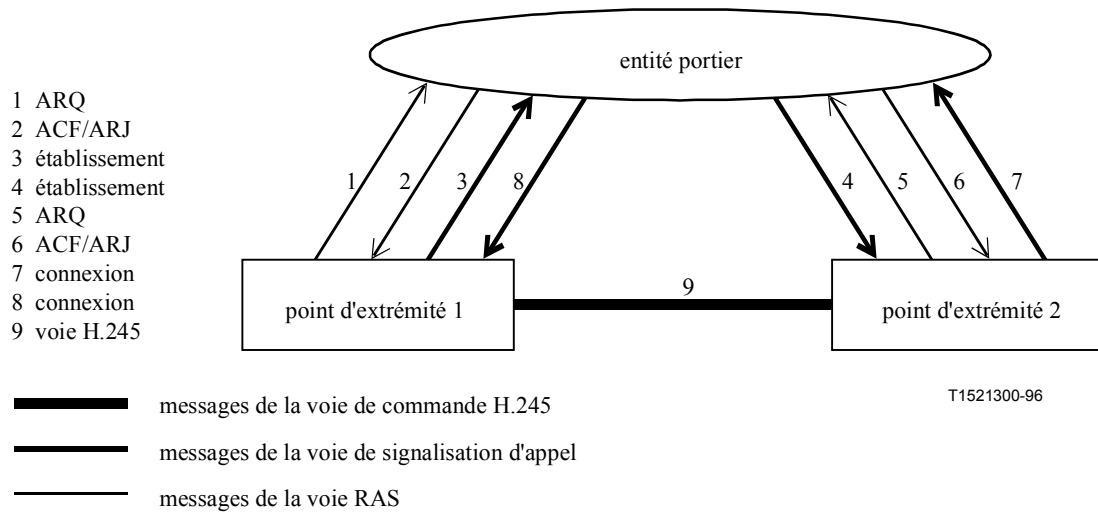 entité portier
1 ARQ
2 ACF/ARJ
3 établissement
4 établissement
5 ARQ
6 ACF/ARJ
7 connexion
8 connexion
9 voie H.245
1 2 3 8 4 5 6 7
9
point d'extrémité 1
point d'extrémité 2
T1521300-96
messages de la voie de commande H.245
messages de la voie de signalisation d'appel
messages de la voie RAS